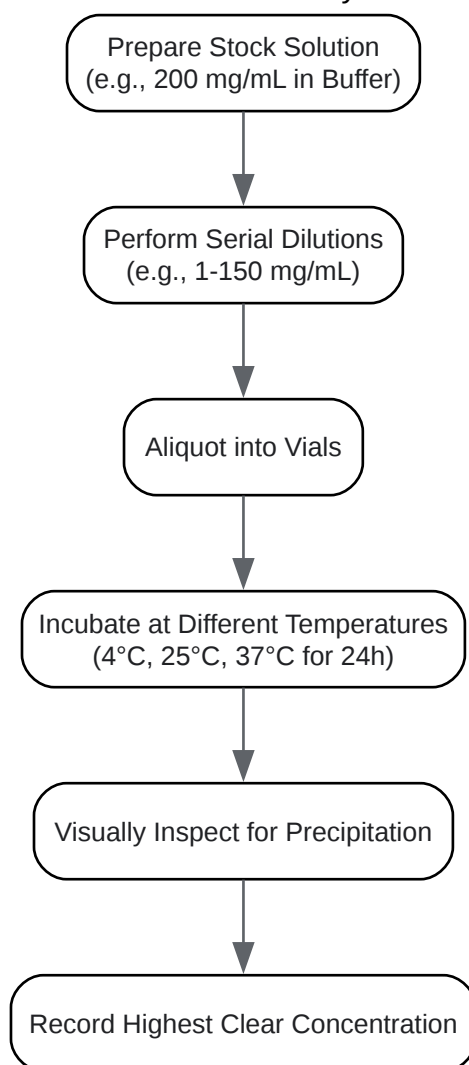 Prepare Stock Solution
(e.g., 200 mg/mL in Buffer)
Perform Serial Dilutions
(e.g., 1-150 mg/mL)
Aliquot into Vials
Incubate at Different Temperatures
(4°C, 25°C, 37°C for 24h)
Visually Inspect for Precipitation
Record Highest Clear Concentration